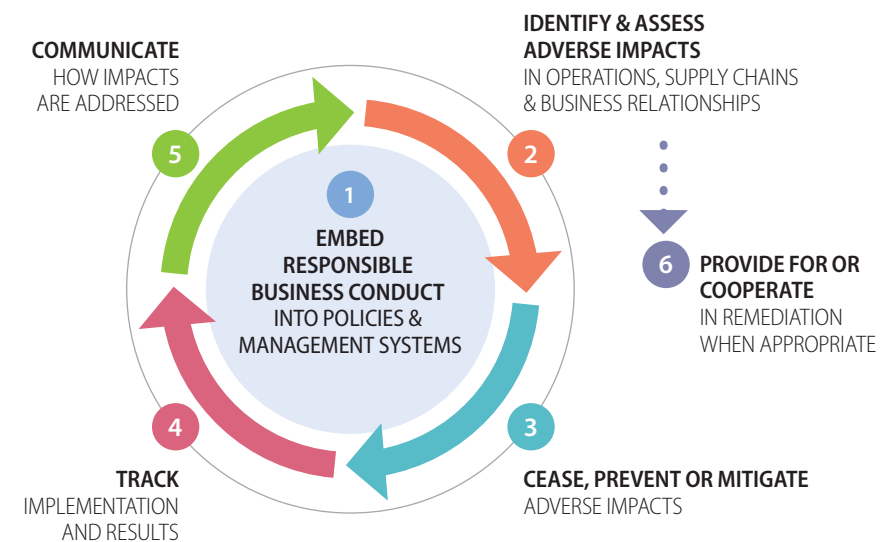 1
EMBED
RESPONSIBLE
BUSINESS CONDUCT
INTO POLICIES &
MANAGEMENT SYSTEMS
IDENTIFY & ASSESS
ADVERSE IMPACTS
IN OPERATIONS, SUPPLY CHAINS
& BUSINESS RELATIONSHIPS
2
3
CEASE, PREVENT OR MITIGATE
ADVERSE IMPACTS
4
TRACK
IMPLEMENTATION
AND RESULTS
COMMUNICATE
HOW IMPACTS
ARE ADDRESSED
5
6
PROVIDE FOR OR
COOPERATE
IN REMEDIATION
WHEN APPROPRIATE